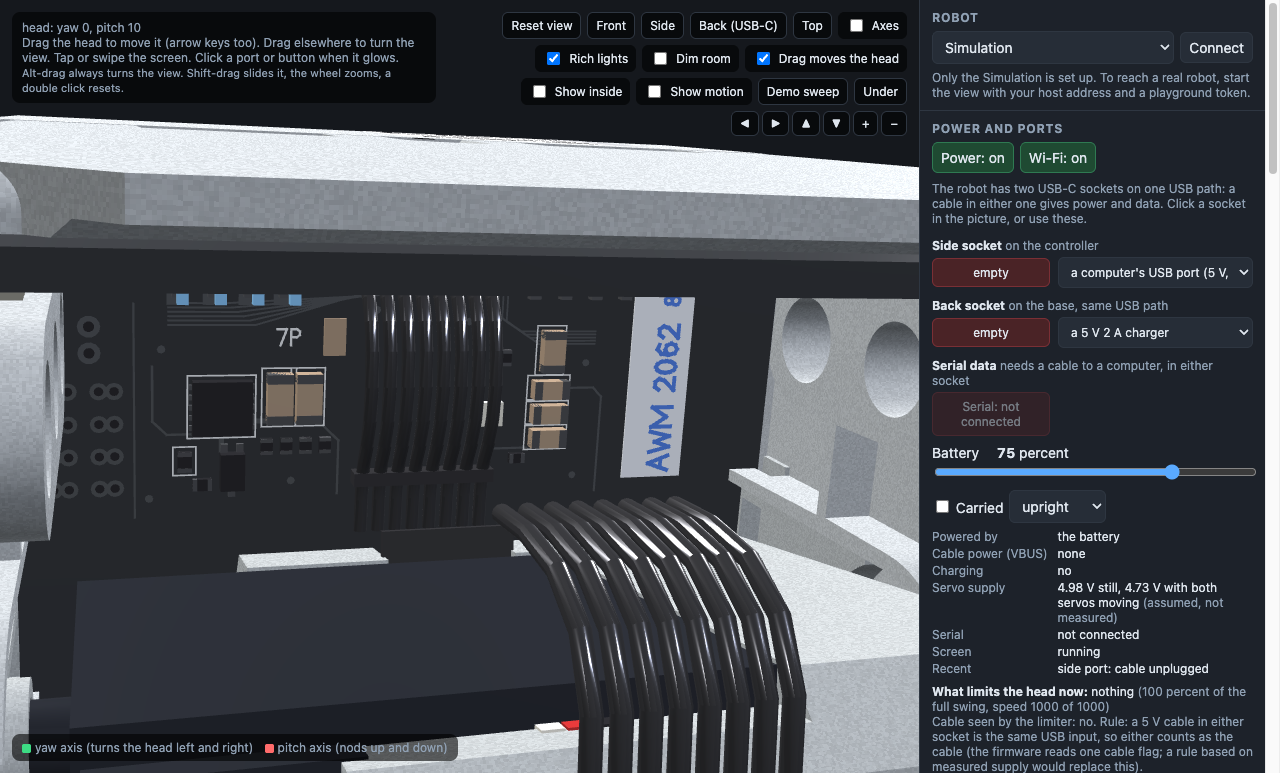 head: yaw 0, pitch 10
Drag the head to move it (arrow keys too). Drag elsewhere to turn the
view. Tap or swipe the screen. Click a port or button when it glows.
Alt-drag always turns the view. Shift-drag slides it, the wheel zooms, a
double click resets.
Reset view
Front
Side
Back (USB-C)
Top
Axes
Rich lights
Dim room
Drag moves the head
Show inside
Show motion
Demo sweep
Under
◄
►
▲
▼
+
−
7P
AWM 2062 8
yaw axis (turns the head left and right)
pitch axis (nods up and down)
ROBOT
Simulation
Connect
Only the Simulation is set up. To reach a real robot, start
the view with your host address and a playground token.
POWER AND PORTS
Power: on
Wi-Fi: on
The robot has two USB-C sockets on one USB path: a
cable in either one gives power and data. Click a socket
in the picture, or use these.
Side socket on the controller
empty
a computer's USB port (5 V,
Back socket on the base, same USB path
empty
a 5 V 2 A charger
Serial data needs a cable to a computer, in either
socket
Serial: not
connected
Battery 75 percent
Carried
upright
Powered by the battery
Cable power (VBUS) none
Charging no
Servo supply 4.98 V still, 4.73 V with both
servos moving (assumed, not
measured)
Serial not connected
Screen running
Recent side port: cable unplugged
What limits the head now: nothing (100 percent of the
full swing, speed 1000 of 1000)
Cable seen by the limiter: no. Rule: a 5 V cable in either
socket is the same USB input, so either counts as the
cable (the firmware reads one cable flag; a rule based on
measured supply would replace this).